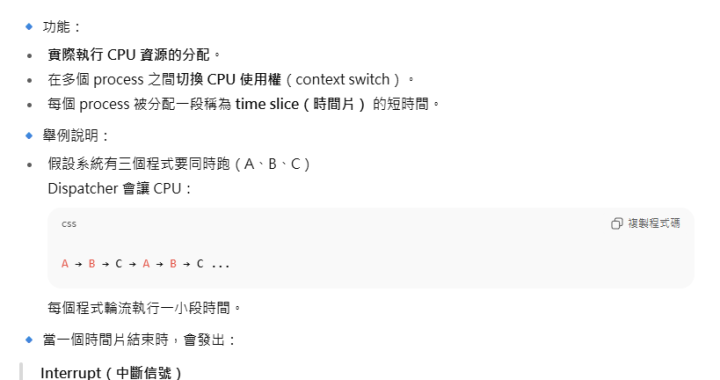 功能：
實際執行 CPU 資源的分配。
在多個 process 之間切換 CPU 使用權（context switch）。
每個 process 被分配一段稱為 time slice（時間片） 的短時間。
舉例說明：
假設系統有三個程式要同時跑（A、B、C）
Dispatcher 會讓 CPU：
css
複製程式碼
A → B → C → A → B → C ...
每個程式輪流執行一小段時間。
當一個時間片結束時，會發出：
Interrupt（中斷信號）